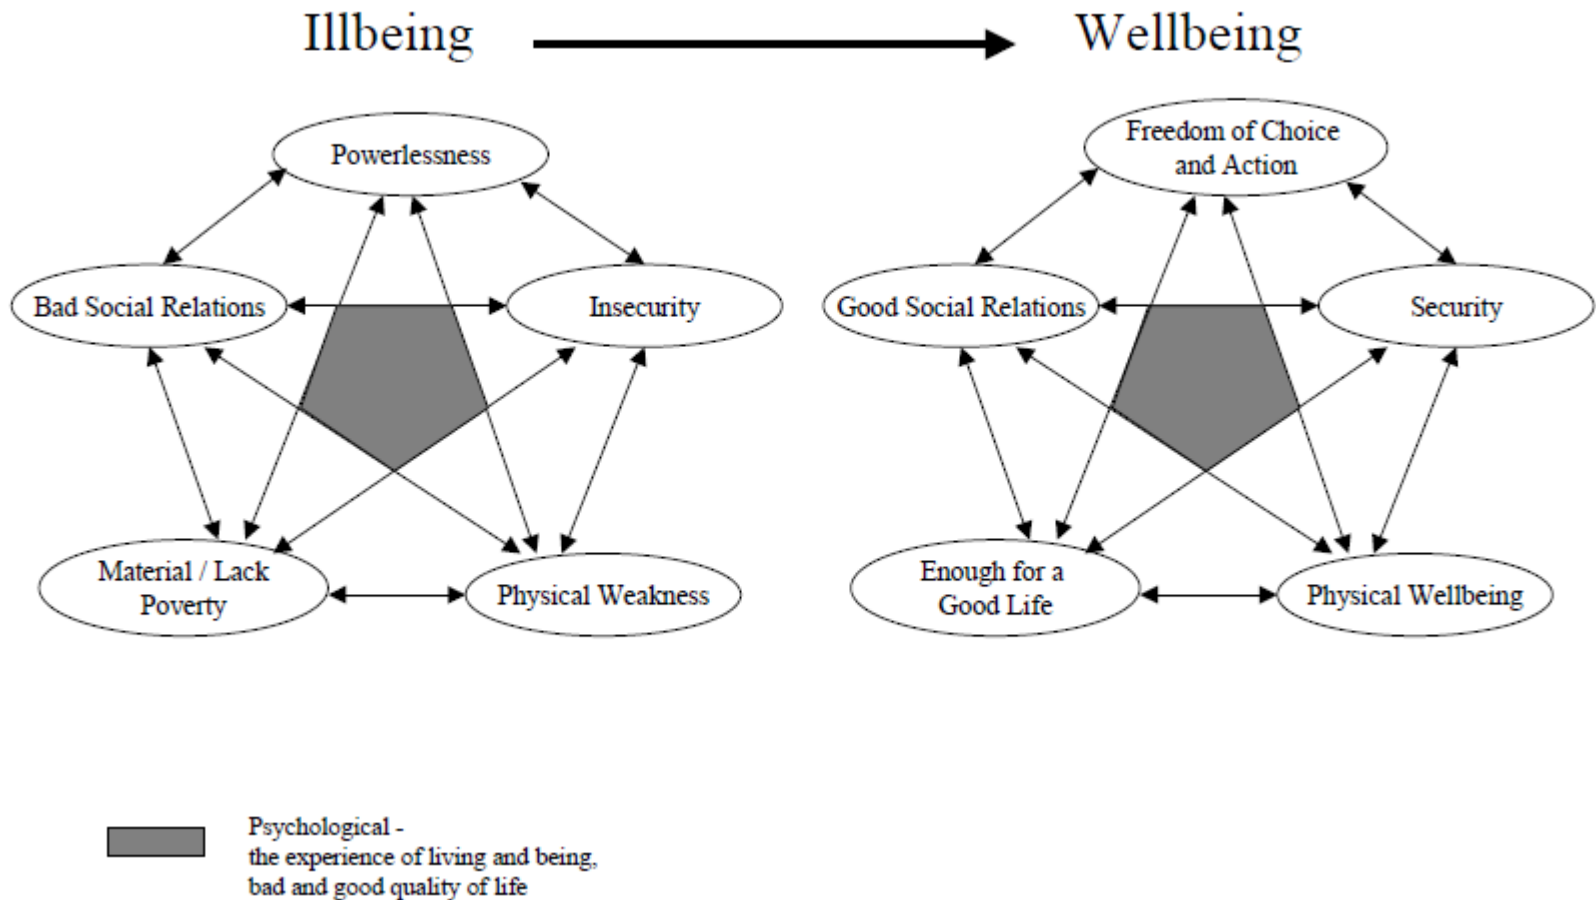 Illbeing
Wellbeing
Powerlessness
Bad Social Relations
Insecurity
Material / Lack
Poverty
Physical Weakness
Freedom of Choice
and Action
Good Social Relations
Security
Enough for a
Good Life
Physical Wellbeing
Psychological -
the experience of living and being,
bad and good quality of life